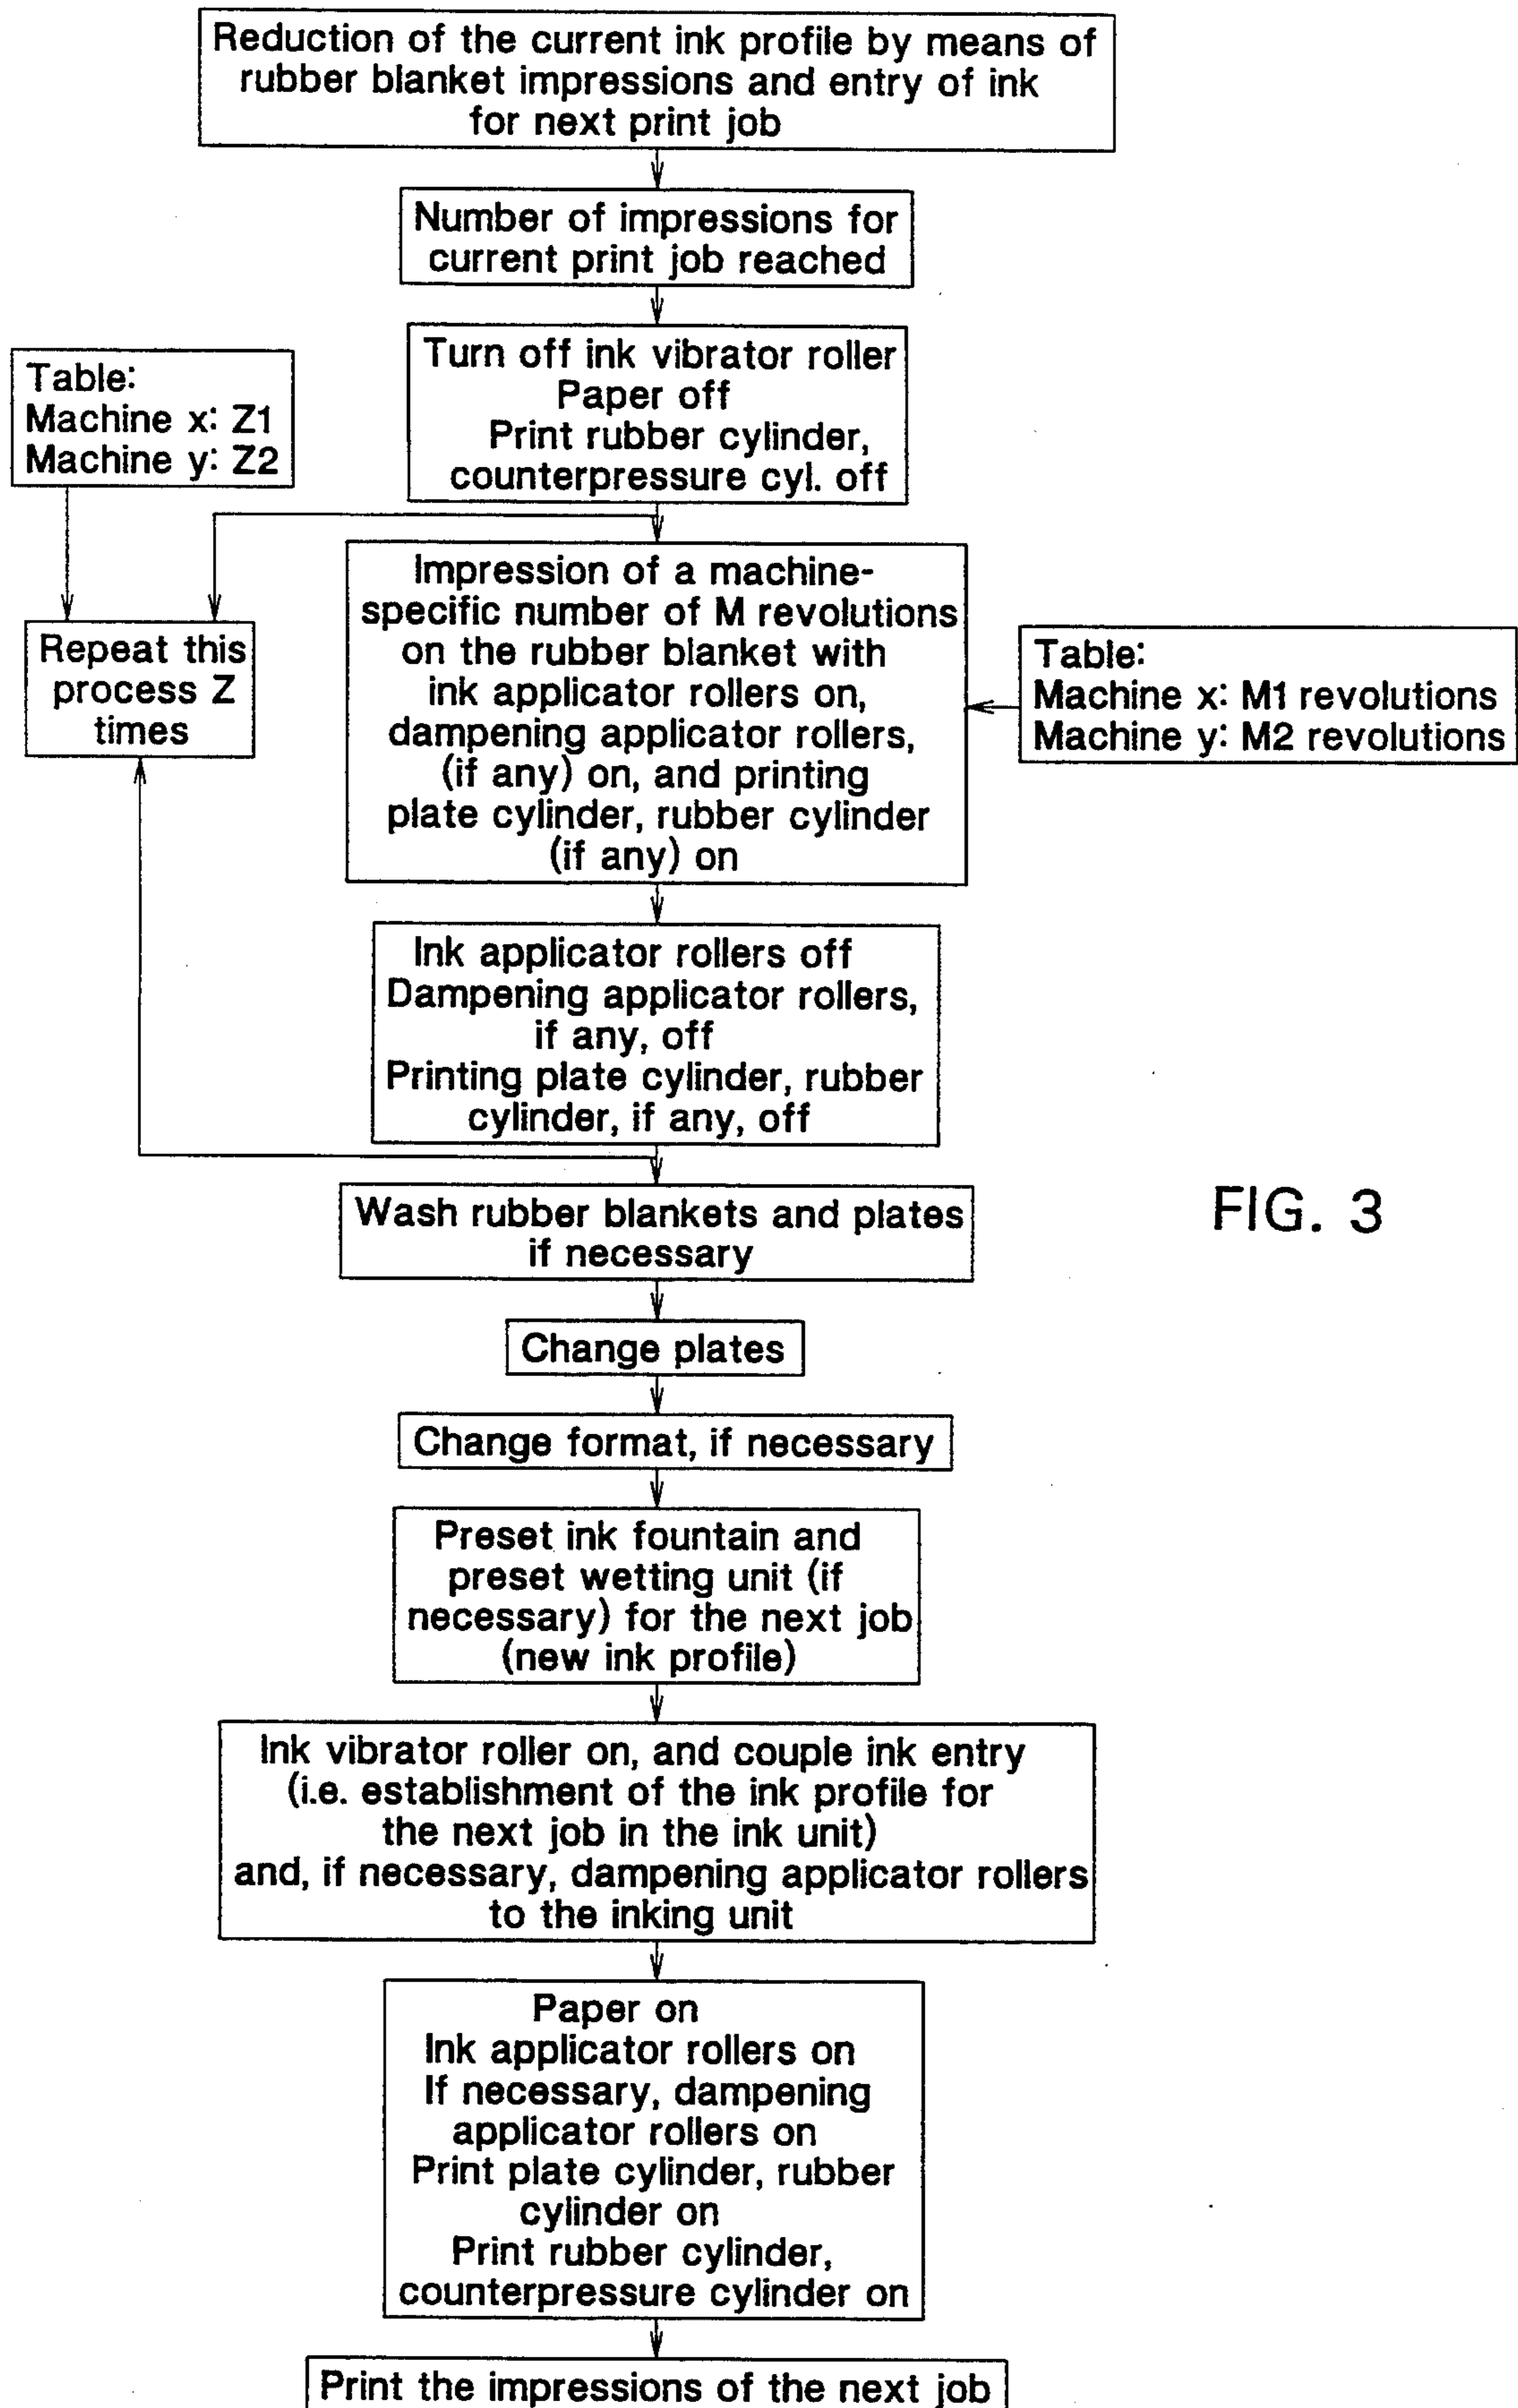 Reduction of the current ink profile by means of
rubber blanket impressions and entry of ink
for next print job
Number of impressions for
current print job reached
Turn off ink vibrator roller
Paper off
Print rubber cylinder,
counterpressure cyl. off
Table:
Machine x: Z1
Machine y: Z2
Repeat this
process Z
times
Impression of a machine-
specific number of M revolutions
on the rubber blanket with
ink applicator rollers on,
dampening applicator rollers,
(if any) on, and printing
plate cylinder, rubber cylinder
(if any) on
Table:
Machine x: M1 revolutions
Machine y: M2 revolutions
Ink applicator rollers off
Dampening applicator rollers,
if any, off
Printing plate cylinder, rubber
cylinder, if any, off
Wash rubber blankets and plates
if necessary
FIG. 3
Change plates
Change format, if necessary
Preset ink fountain and
preset wetting unit (if
necessary) for the next job
(new ink profile)
Ink vibrator roller on, and couple ink entry
(i.e. establishment of the ink profile for
the next job in the ink unit)
and, if necessary, dampening applicator rollers
to the inking unit
Paper on
Ink applicator rollers on
If necessary, dampening
applicator rollers on
Print plate cylinder, rubber
cylinder on
Print rubber cylinder,
counterpressure cylinder on
Print the impressions of the next job